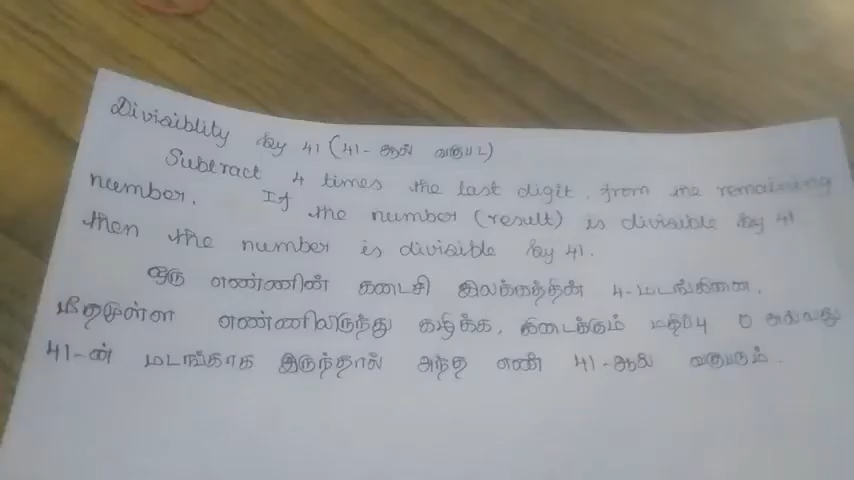 Divisiblity by 41 (41-ஆல் வகுபட)
Subtract 4 times the last digit, from the remaining
number. If the number (result) is divisible by 41
then the number is divisible by 41.
ஒரு எண்ணின் கடைசி இலக்கத்தின் 4-மடங்கினை,
மீதமுள்ள எண்ணிலிருந்து கழிக்க, கிடைக்கும் மதிப்பு 0 அல்லது
41-ன் மடங்காக இருந்தால் அந்த எண் 41-ஆல் வகுபடும்.